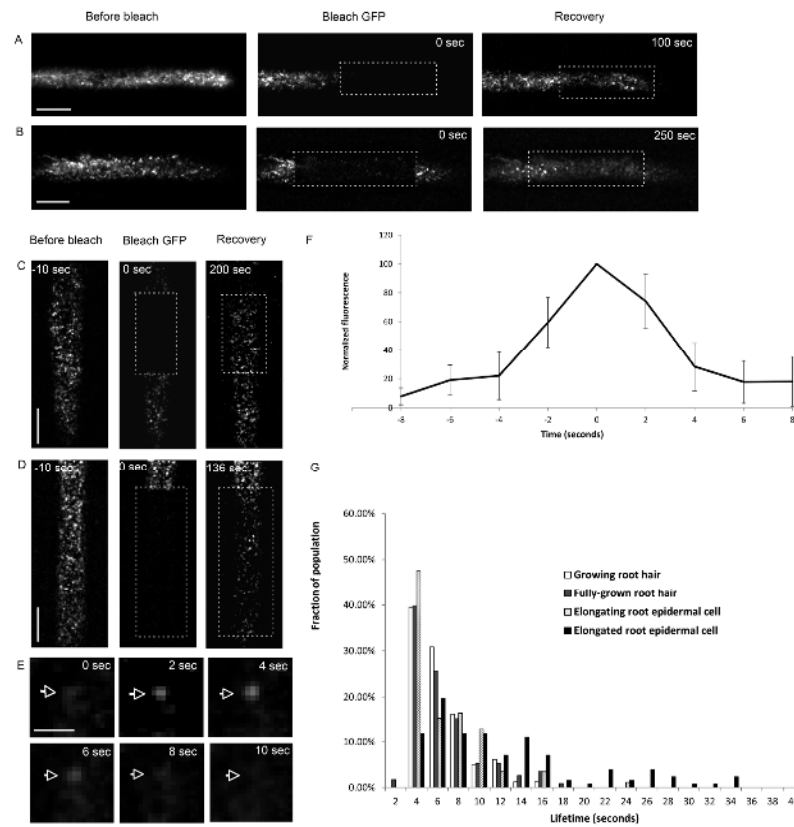 Before bleach Bleach GFP Recovery
A
0 sec
100 sec
B
0 sec
250 sec
Before bleach Bleach GFP Recovery
C
-10 sec
0 sec
200 sec
D
-10 sec
0 sec
136 sec
E
0 sec
2 sec
4 sec
6 sec
8 sec
10 sec
F
Normalized fluorescence
120
100
80
60
40
20
0
-8 -6 -4 -2 0 2 4 6 8
Time (seconds)
G
Fraction of population
60.00%
50.00%
40.00%
30.00%
20.00%
10.00%
0.00%
Growing root hair
Fully-grown root hair
Elongating root epidermal cell
Elongated root epidermal cell
2 4 6 8 10 12 14 16 18 20 22 24 26 28 30 32 34 36 38 4
Lifetime (seconds)